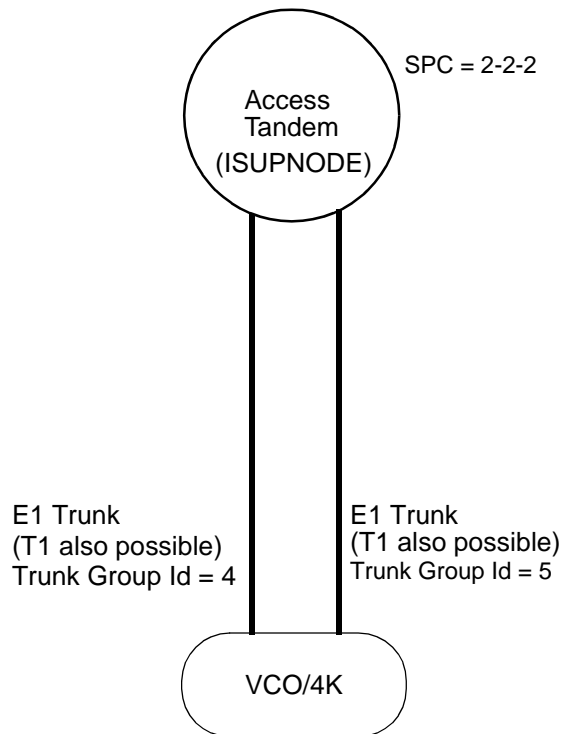 SPC = 2-2-2
Access
Tandem
(ISUPNODE)
E1 Trunk
(T1 also possible)
Trunk Group Id = 4
E1 Trunk
(T1 also possible)
Trunk Group Id = 5
VCO/4K